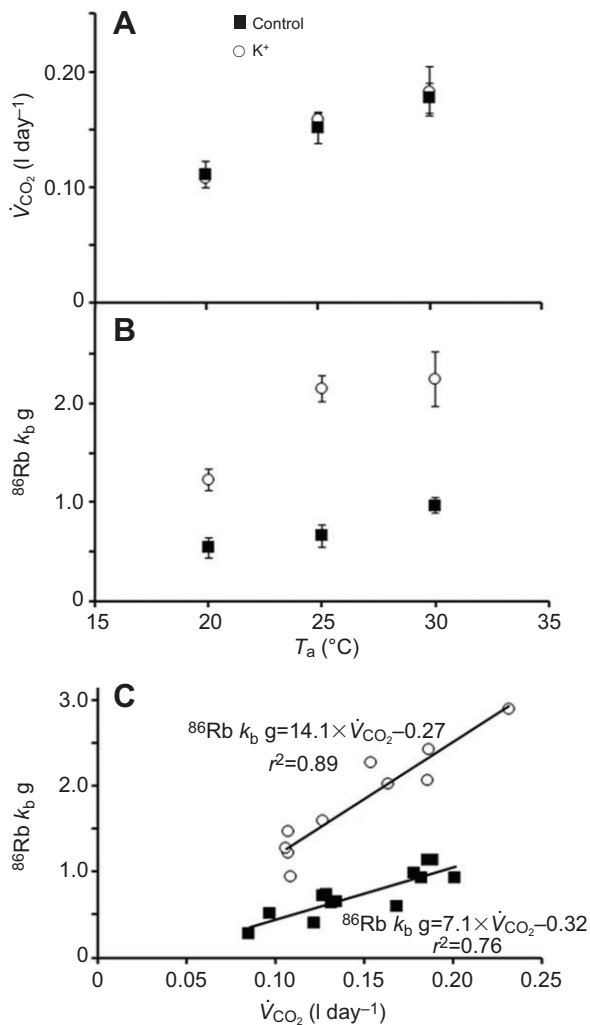 A
■ Control
○ K⁺
0.20
0.10
0
V̇CO₂ (l day⁻¹)
B
2.0
1.0
0
⁸⁶Rb kb g
15 20 25 30 35
Ta (°C)
C
3.0
2.0
1.0
0
⁸⁶Rb kb g
⁸⁶Rb kb g=14.1×V̇CO₂–0.27
r²=0.89
⁸⁶Rb kb g=7.1×V̇CO₂–0.32
r²=0.76
0 0.05 0.10 0.15 0.20 0.25
V̇CO₂ (l day⁻¹)